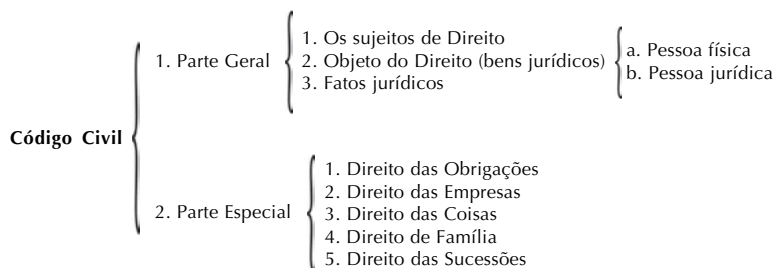 Código Civil
1. Parte Geral
1. Os sujeitos de Direito
2. Objeto do Direito (bens jurídicos)
3. Fatos jurídicos
a. Pessoa física
b. Pessoa jurídica
2. Parte Especial
1. Direito das Obrigações
2. Direito das Empresas
3. Direito das Coisas
4. Direito de Família
5. Direito das Sucessões